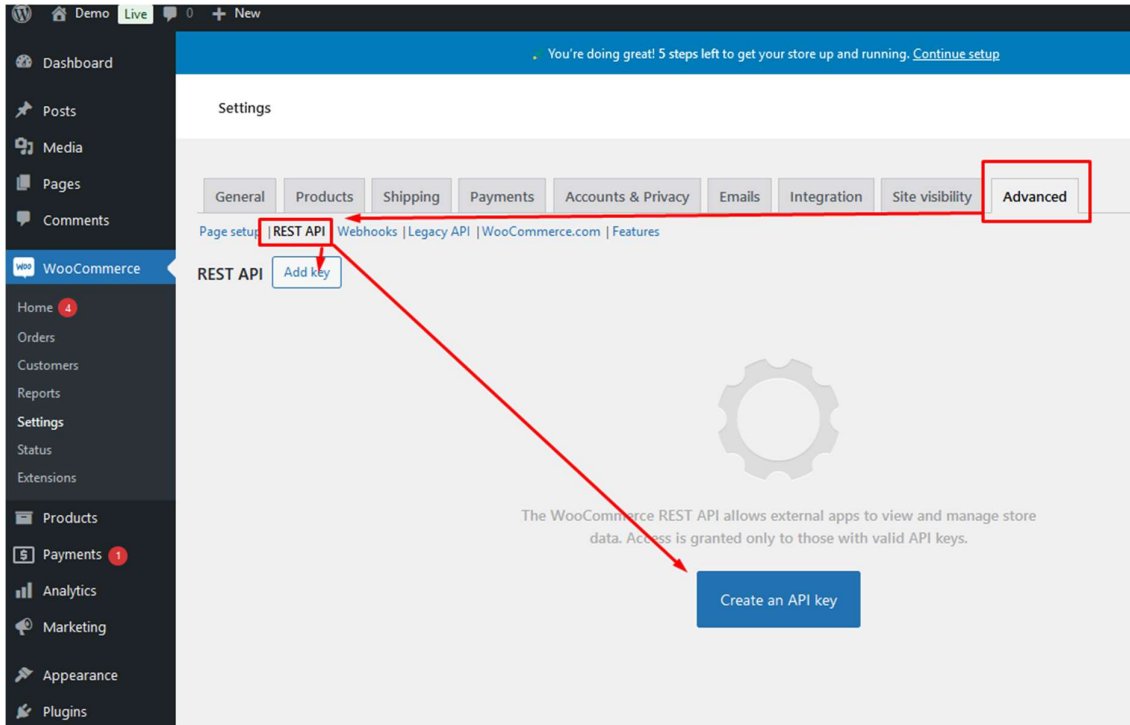 Demo Live 0 + New
Dashboard
You're doing great! 5 steps left to get your store up and running. Continue setup
Posts
Settings
Media
Pages
General Products Shipping Payments Accounts & Privacy Emails Integration Site visibility Advanced
Comments
Page setup | REST API Webhooks | Legacy API | WooCommerce.com | Features
Woo WooCommerce
REST API Add key
Home 4
Orders
Customers
Reports
Settings
Status
Extensions
The WooCommerce REST API allows external apps to view and manage store
data. Access is granted only to those with valid API keys.
Products
Payments 1
Create an API key
Analytics
Marketing
Appearance
Plugins